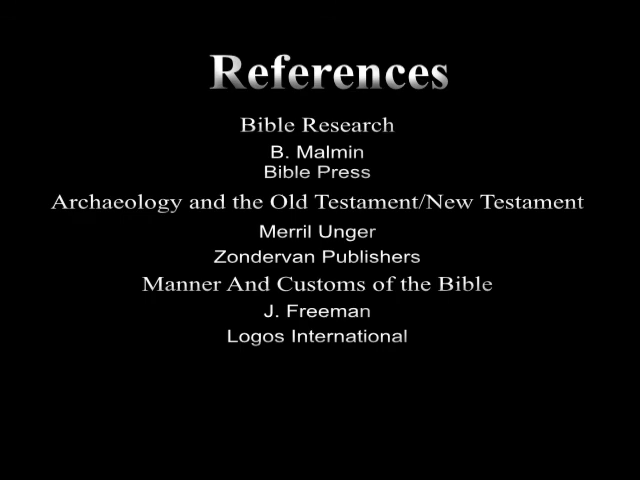 References
Bible Research
B. Malmin
Bible Press
Archaeology and the Old Testament/New Testament
Merril Unger
Zondervan Publishers
Manner And Customs of the Bible
J. Freeman
Logos International